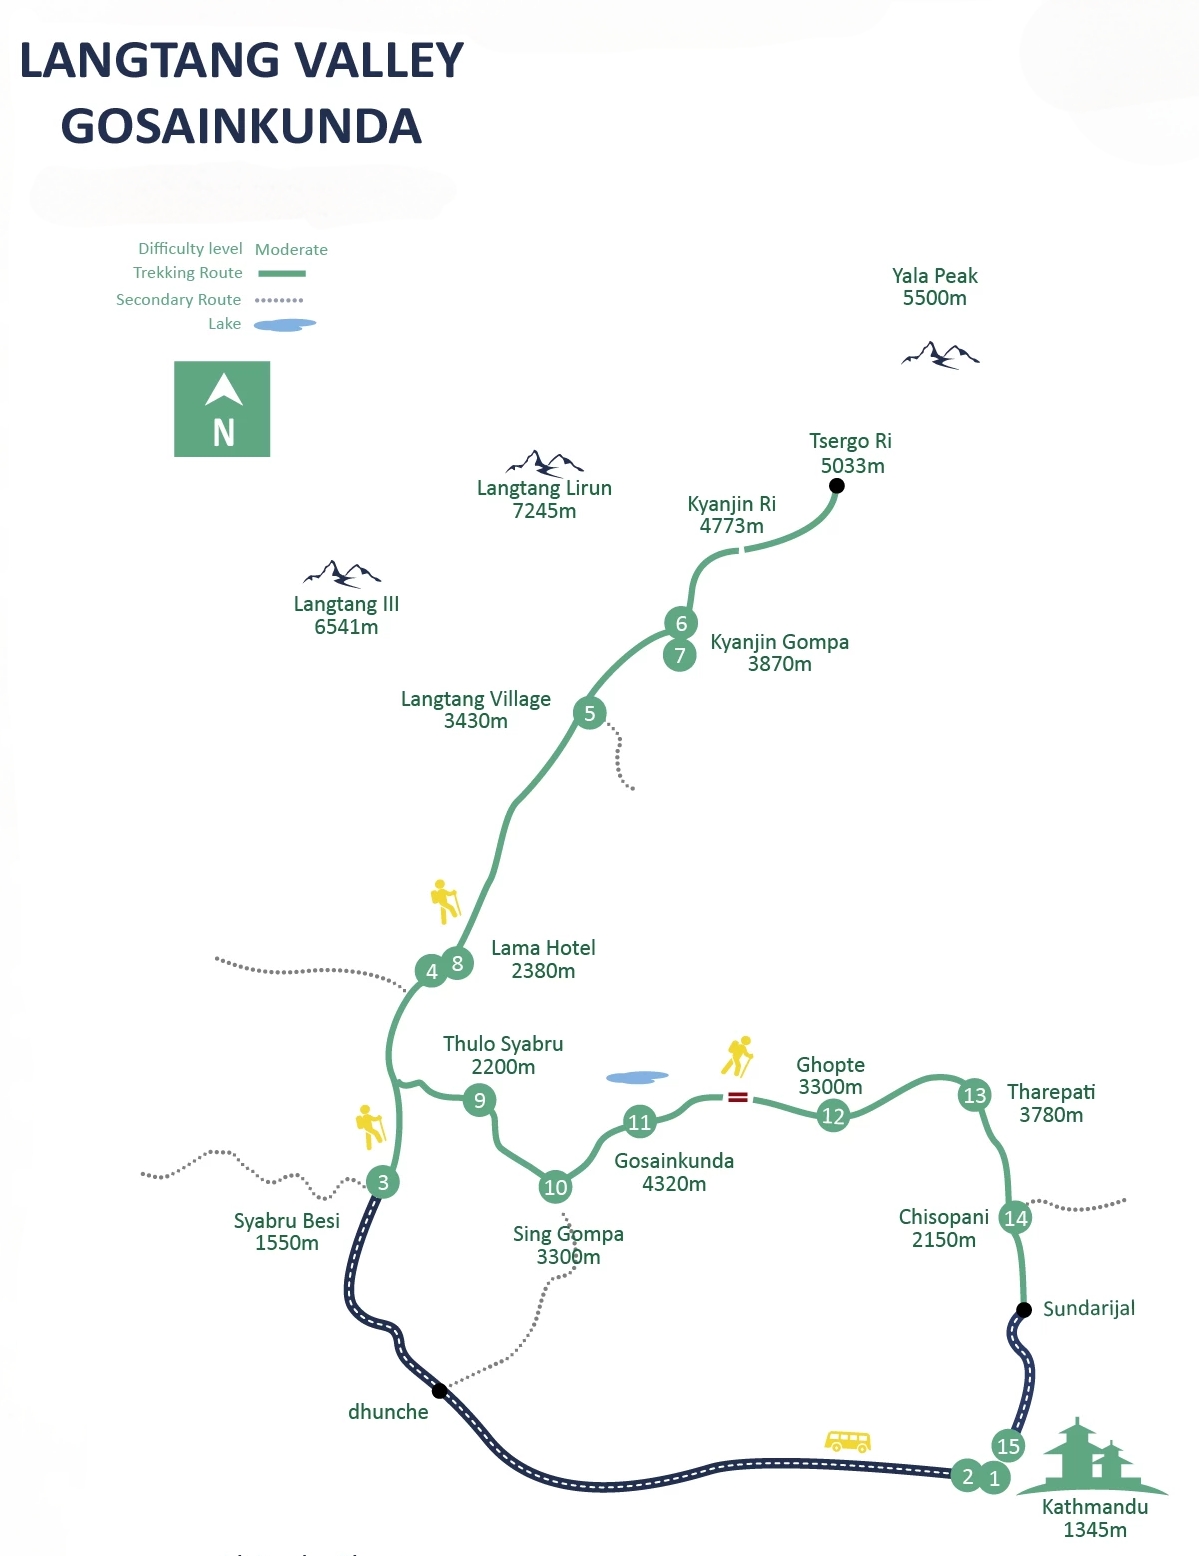 LANGTANG VALLEY
GOSAINKUNDA
Difficulty level Moderate
Trekking Route
Secondary Route
Lake
N
Yala Peak
5500m
Tsergo Ri
5033m
Langtang Lirun
7245m
Kyanjin Ri
4773m
Langtang III
6541m
6
7
Kyanjin Gompa
3870m
Langtang Village
3430m
5
Lama Hotel
2380m
4
8
Thulo Syabru
2200m
9
Ghopte
3300m
12
13
Tharepati
3780m
11
Gosainkunda
4320m
3
10
Syabru Besi
1550m
Sing Gompa
3300m
Chisopani
2150m
14
Sundarijal
dhunche
15
2
1
Kathmandu
1345m